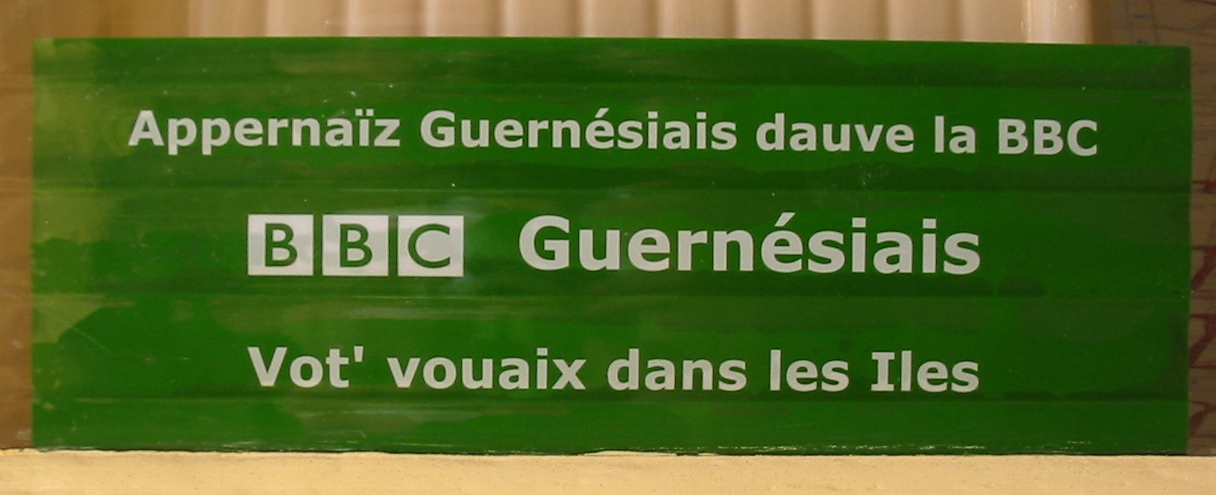 Appernaïz Guernésiais dauve la BBC
BBC Guernésiais
Vot' vouaix dans les Iles